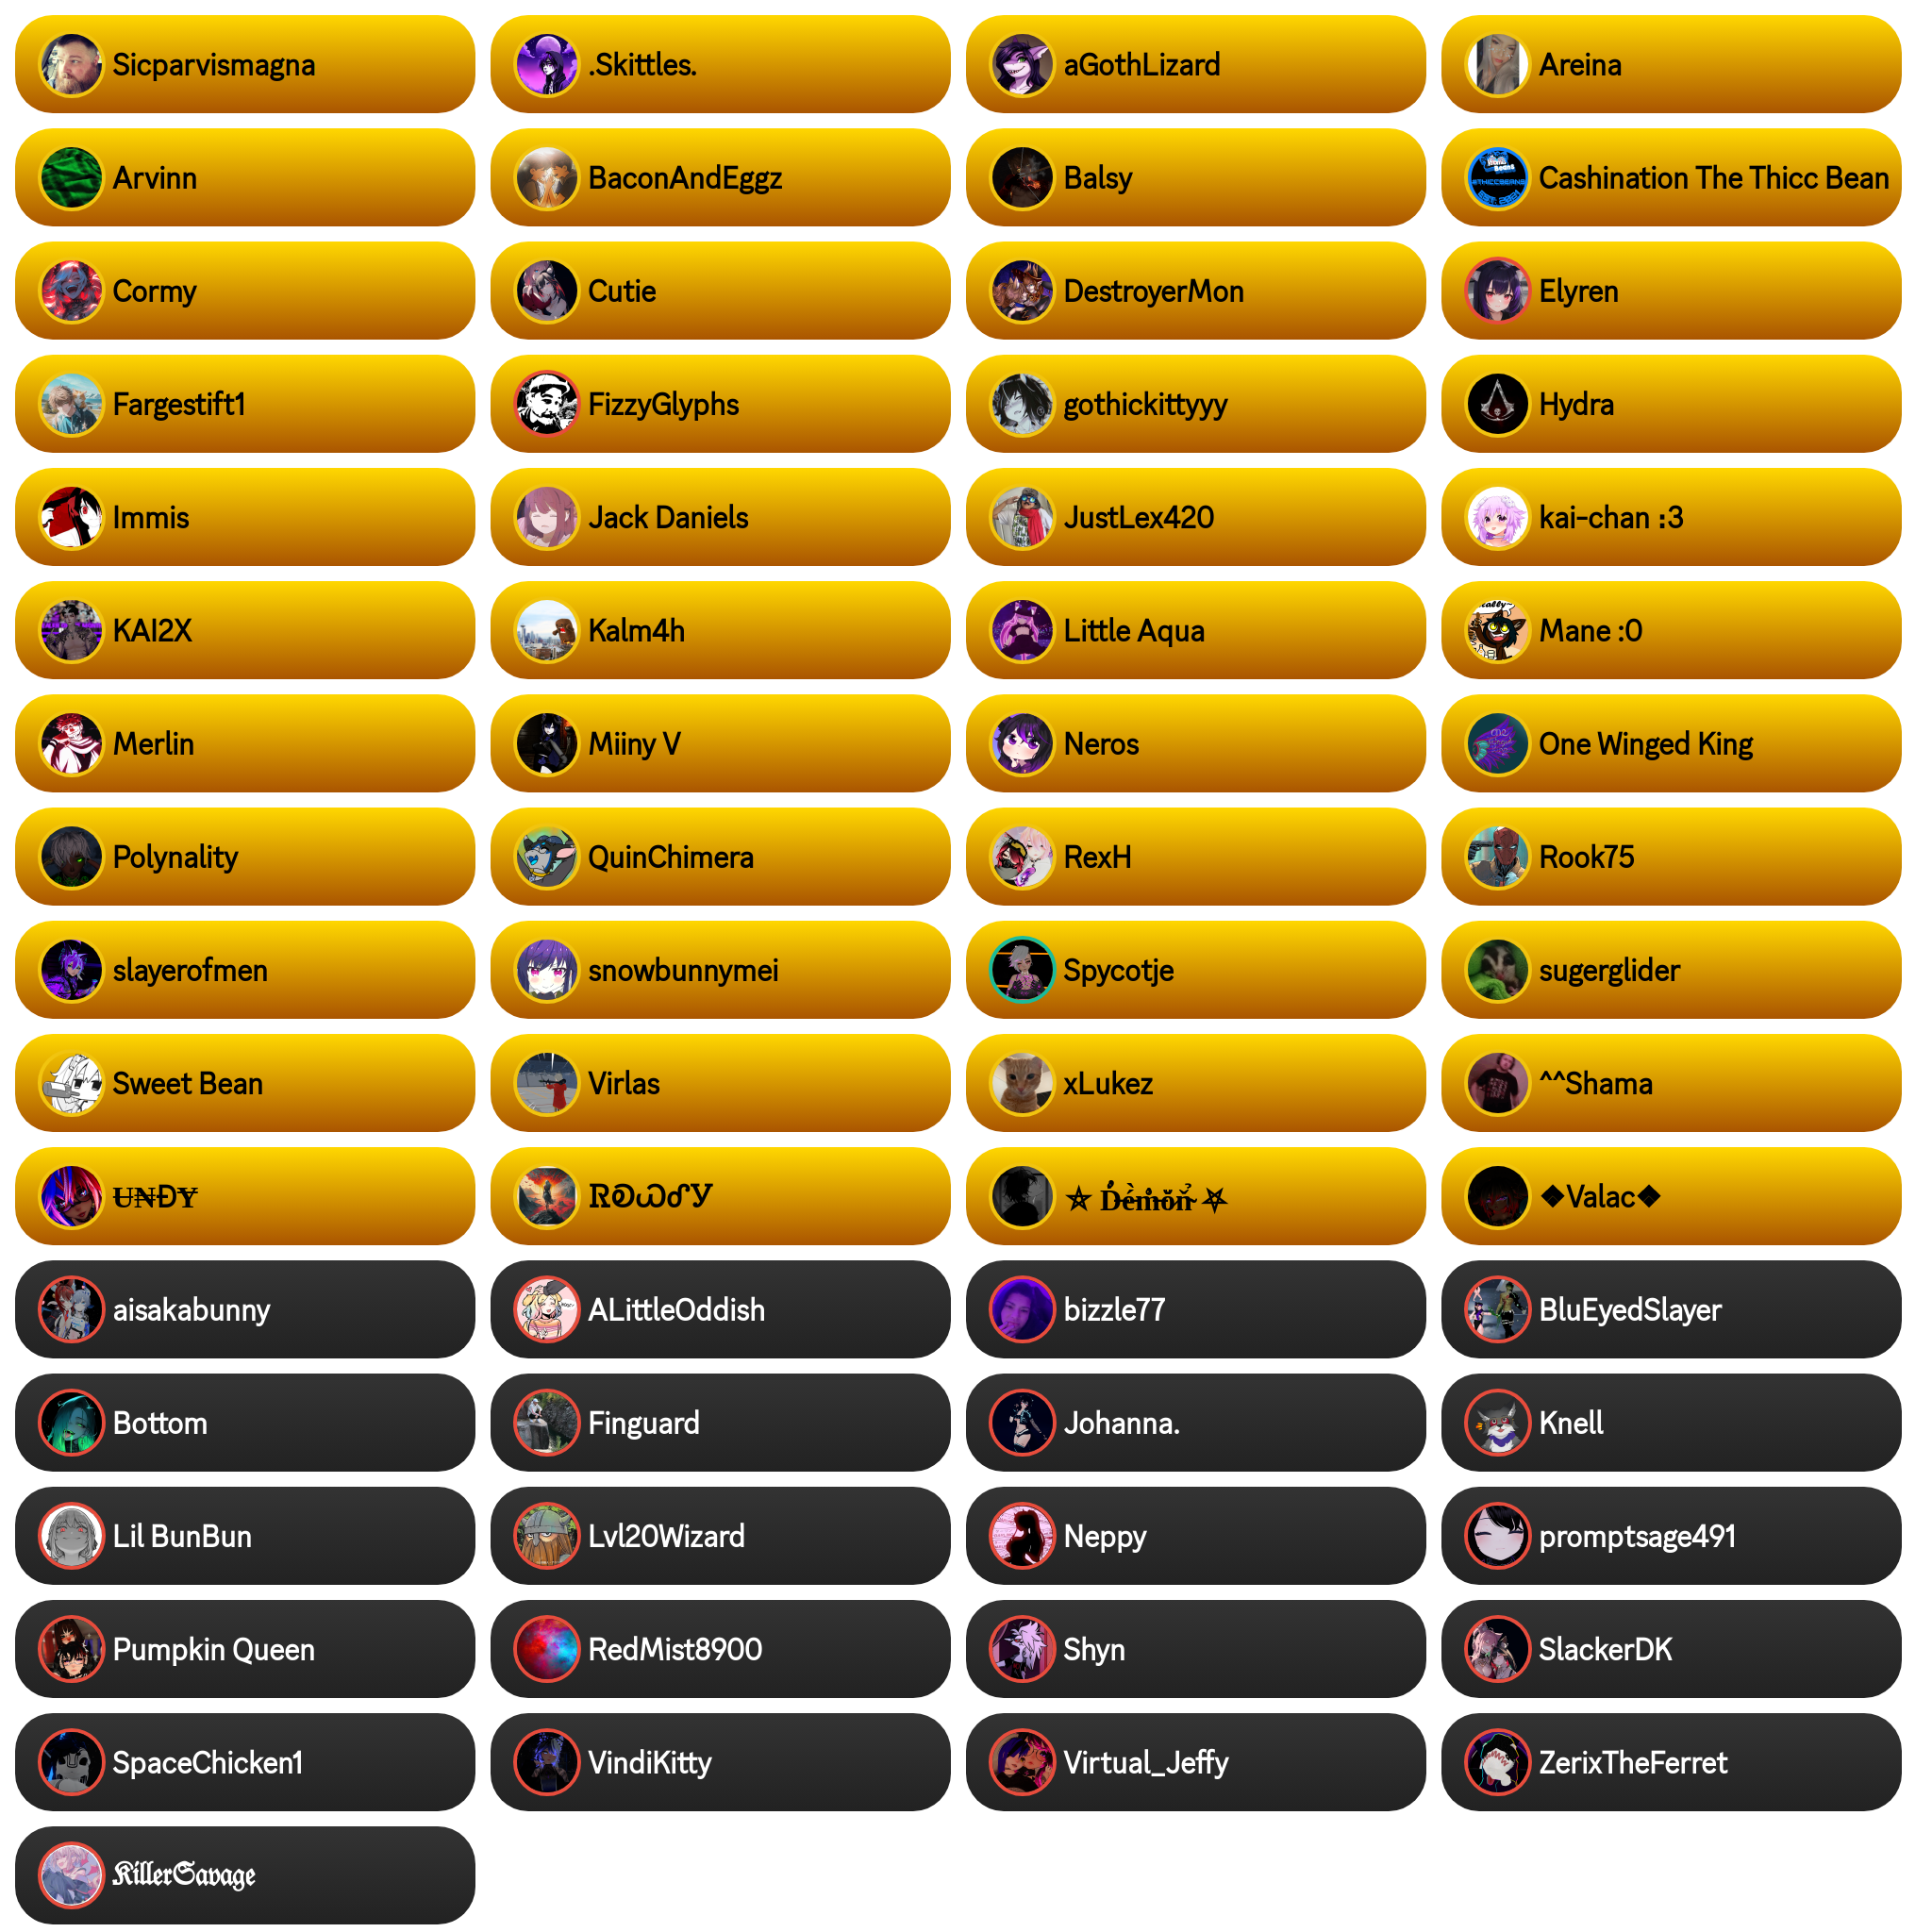 Sicparvismagna
.Skittles.
aGothLizard
Areina
Arvinn
BaconAndEggz
Balsy
Cashination The Thicc Bean
Cormy
Cutie
DestroyerMon
Elyren
Fargestift1
FizzyGlyphs
gothickittyyy
Hydra
Immis
Jack Daniels
JustLex420
kai-chan :3
KAI2X
Kalm4h
Little Aqua
Mane :0
Merlin
Miiny V
Neros
One Winged King
Polynality
QuinChimera
RexH
Rook75
slayerofmen
snowbunnymei
Spycotje
sugerglider
Sweet Bean
Virlas
xLukez
^^Shama
❖Valac❖
aisakabunny
ALittleOddish
bizzle77
BluEyedSlayer
Bottom
Finguard
Johanna.
Knell
Lil BunBun
Lvl20Wizard
Neppy
promptsage491
Pumpkin Queen
RedMist8900
Shyn
SlackerDK
SpaceChicken1
VindiKitty
Virtual_Jeffy
ZerixTheFerret
𝕶𝖎𝖑𝖑𝖊𝖗𝕾𝖆𝖛𝖆𝖌𝖊